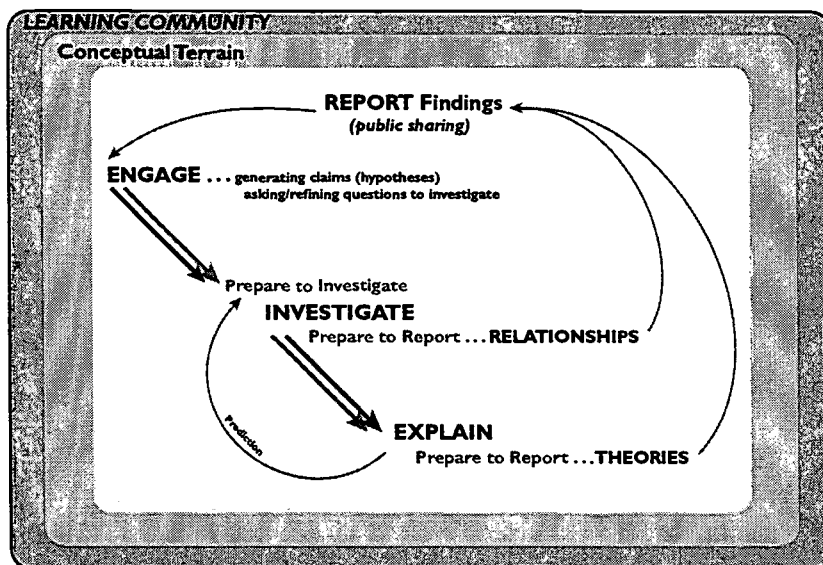 LEARNING COMMUNITY
Conceptual Terrain
REPORT Findings
(public sharing)
ENGAGE ... generating claims (hypotheses)
asking/refining questions to investigate
Prepare to Investigate
INVESTIGATE
Prepare to Report ... RELATIONSHIPS
Prediction
EXPLAIN
Prepare to Report ... THEORIES